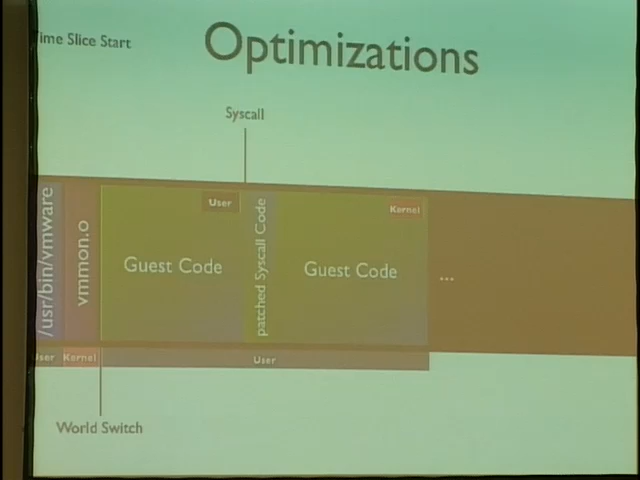 Time Slice Start
Optimizations
Syscall
/usr/bin/vmware
vmmon.o
User
Guest Code
patched Syscall Code
Kernel
Guest Code
...
User
Kernel
User
World Switch